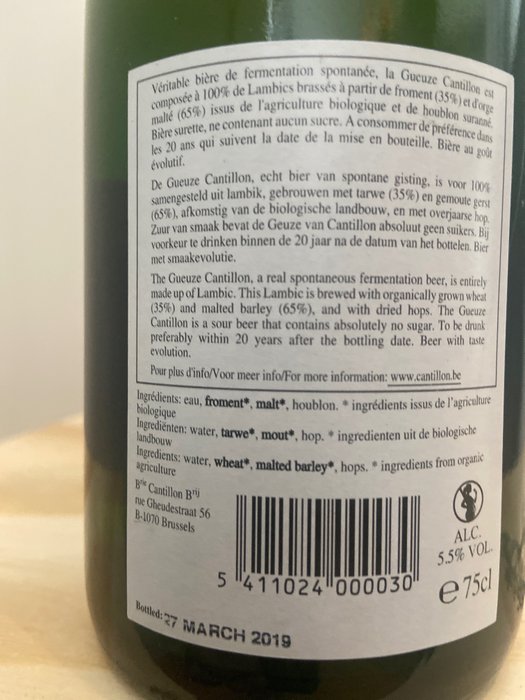 Véritable bière de fermentation spontanée, la Gueuze Cantillon est
composée à 100% de Lambics brassés à partir de froment (35%) et d'orge
malté (65%) issus de l'agriculture biologique et de houblon suranné.
Bière surette, ne contenant aucun sucre. A consommer de préférence dans
les 20 ans qui suivent la date de la mise en bouteille. Bière au goût
évolutif.
De Gueuze Cantillon, echt bier van spontane gisting, is voor 100%
samengesteld uit lambik, gebrouwen met tarwe (35%) en gemoute gerst
(65%), afkomstig van de biologische landbouw, en met overjaarse hop.
Zuur van smaak bevat de Geuze van Cantillon absoluut geen suikers. Bij
voorkeur te drinken binnen de 20 jaar na de datum van het bottelen. Bier
met smaakevolutie.
The Gueuze Cantillon, a real spontaneous fermentation beer, is entirely
made up of Lambic. This Lambic is brewed with organically grown wheat
(35%) and malted barley (65%), and with dried hops. The Gueuze
Cantillon is a sour beer that contains absolutely no sugar. To be drunk
preferably within 20 years after the bottling date. Beer with taste
evolution.
Pour plus d'info/Voor meer info/For more information: www.cantillon.be
Ingrédients: eau, froment*, malt*, houblon. * ingrédients issus de l'agriculture
biologique
Ingrediënten: water, tarwe*, mout*, hop. * ingredienten uit de biologische
landbouw
Ingredients: water, wheat*, malted barley*, hops. * ingredients from organic
agriculture
Brie Cantillon Brij
rue Gheudestraat 56
B-1070 Brussels
ALC.
5.5% VOL.
5 411024 000030
e 75cl
Bottled: 27 MARCH 2019